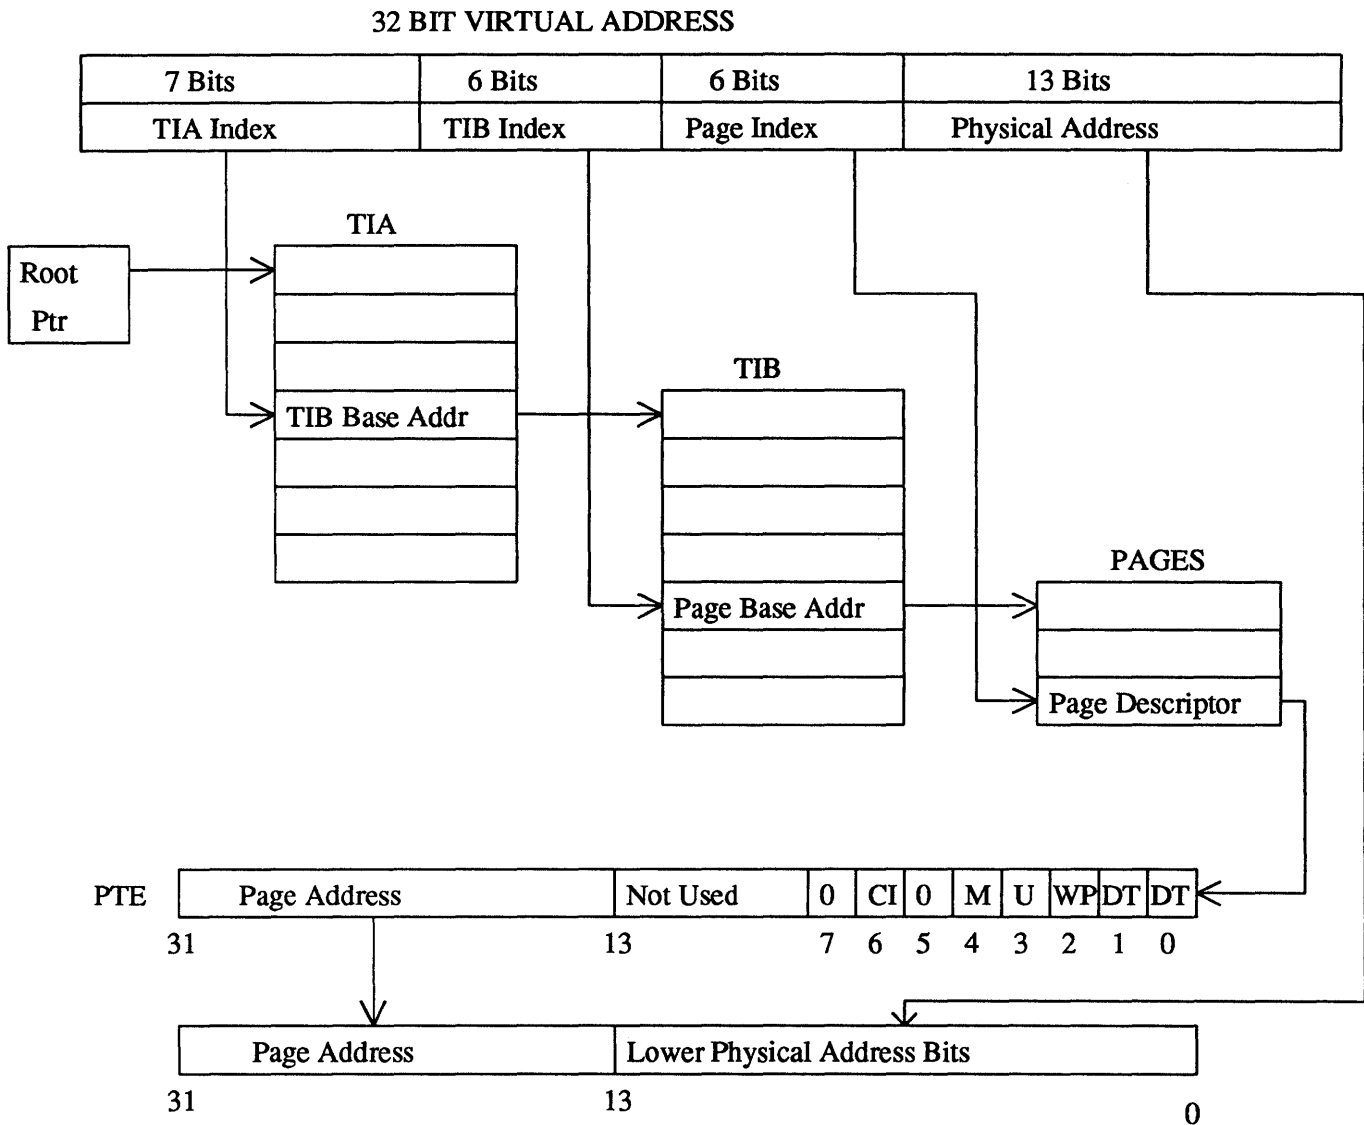 32 BIT VIRTUAL ADDRESS
7 Bits 6 Bits 6 Bits 13 Bits
TIA Index TIB Index Page Index Physical Address
TIA
Root
Ptr
TIB
TIB Base Addr
PAGES
Page Base Addr
Page Descriptor
PTE Page Address Not Used 0 CI 0 M U WP DT DT
31 13 7 6 5 4 3 2 1 0
Page Address Lower Physical Address Bits
31 13 0